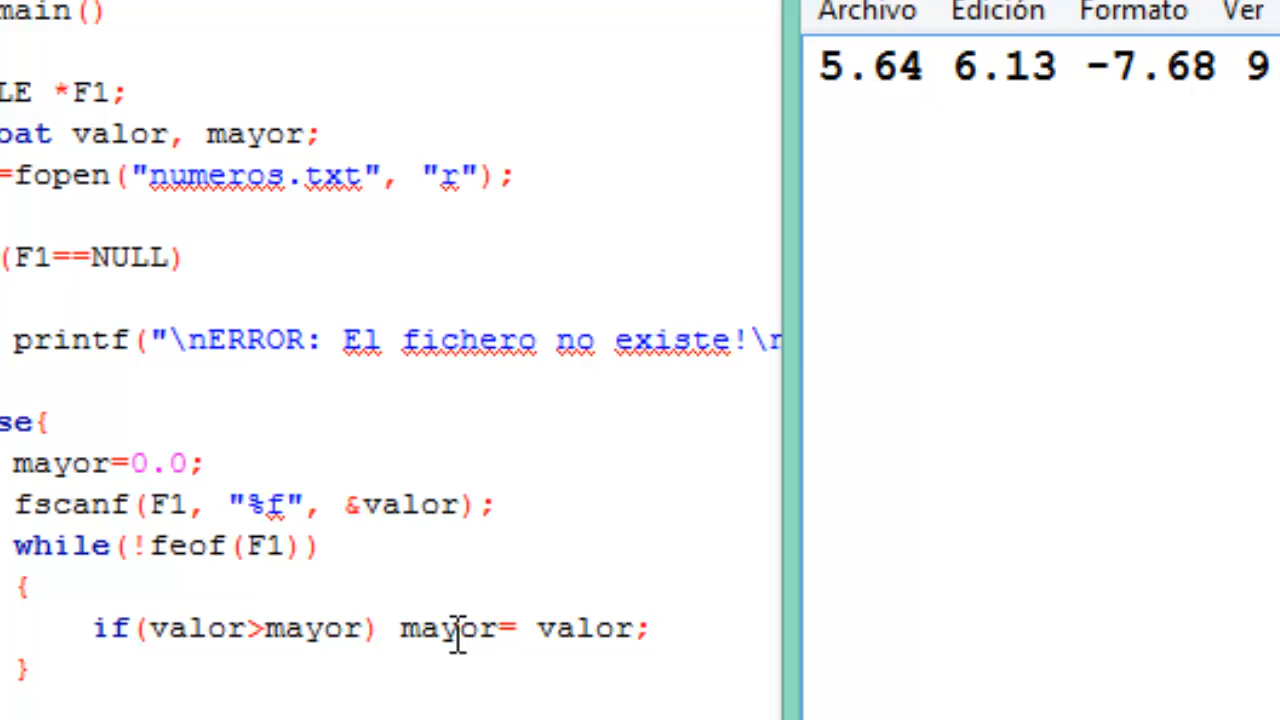 main()
LE *F1;
oat valor, mayor;
=fopen("numeros.txt", "r");
(F1==NULL)
printf("\nERROR: El fichero no existe!\n
se{
mayor=0.0;
fscanf(F1, "%f", &valor);
while(!feof(F1))
{
if(valor>mayor) mayor= valor;
}
Archivo Edición Formato Ver
5.64 6.13 -7.68 9